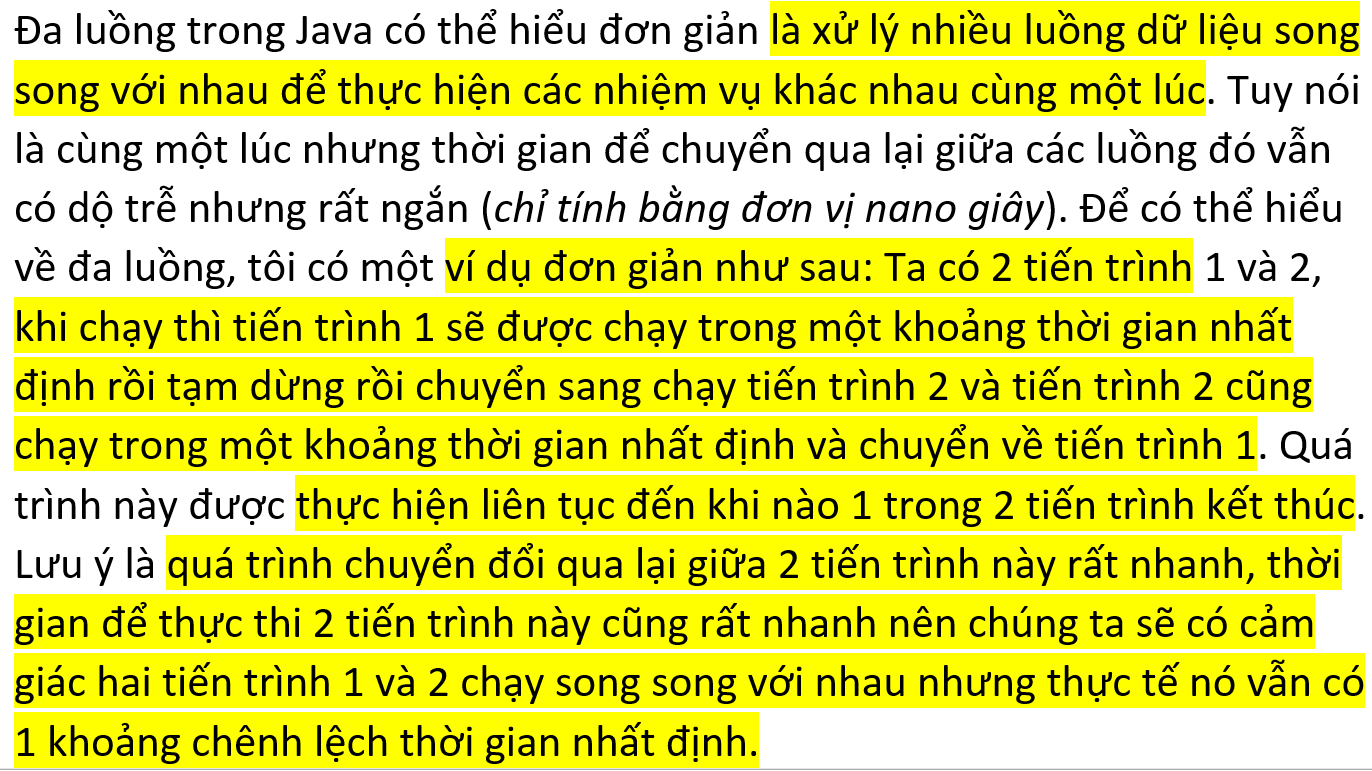 Đa luồng trong Java có thể hiểu đơn giản là xử lý nhiều luồng dữ liệu song
song với nhau để thực hiện các nhiệm vụ khác nhau cùng một lúc. Tuy nói
là cùng một lúc nhưng thời gian để chuyển qua lại giữa các luồng đó vẫn
có dộ trễ nhưng rất ngắn (chỉ tính bằng đơn vị nano giây). Để có thể hiểu
về đa luồng, tôi có một ví dụ đơn giản như sau: Ta có 2 tiến trình 1 và 2,
khi chạy thì tiến trình 1 sẽ được chạy trong một khoảng thời gian nhất
định rồi tạm dừng rồi chuyển sang chạy tiến trình 2 và tiến trình 2 cũng
chạy trong một khoảng thời gian nhất định và chuyển về tiến trình 1. Quá
trình này được thực hiện liên tục đến khi nào 1 trong 2 tiến trình kết thúc.
Lưu ý là quá trình chuyển đổi qua lại giữa 2 tiến trình này rất nhanh, thời
gian để thực thi 2 tiến trình này cũng rất nhanh nên chúng ta sẽ có cảm
giác hai tiến trình 1 và 2 chạy song song với nhau nhưng thực tế nó vẫn có
1 khoảng chênh lệch thời gian nhất định.